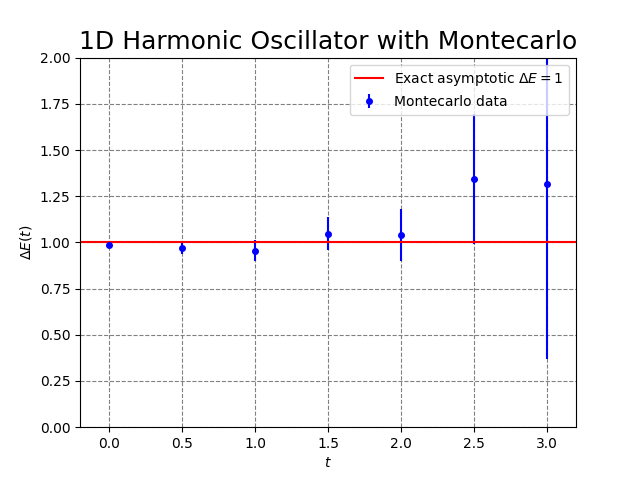 1D Harmonic Oscillator with Montecarlo
2.00
1.75
1.50
1.25
1.00
0.75
0.50
0.25
0.00
ΔE(t)
Exact asymptotic ΔE = 1
Montecarlo data
0.0 0.5 1.0 1.5 2.0 2.5 3.0
t